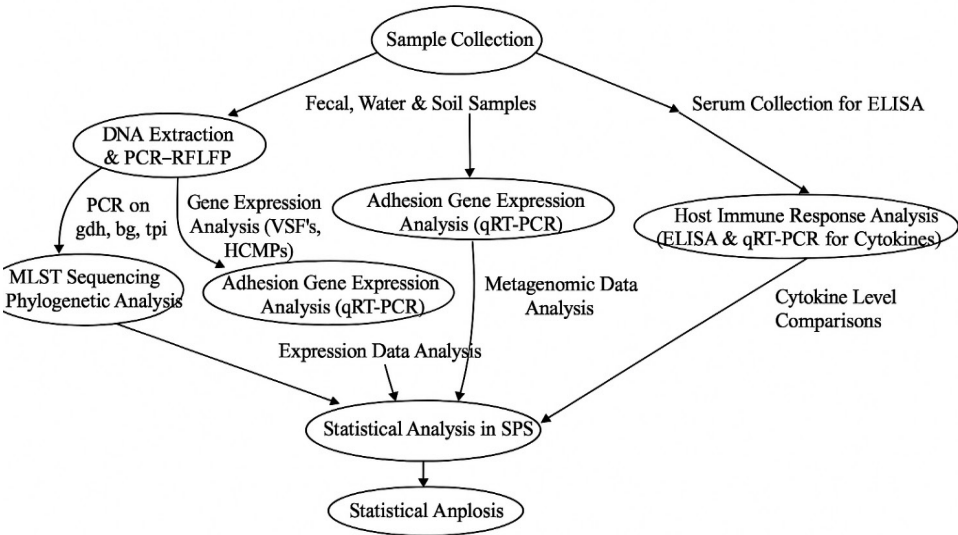 Sample Collection
Fecal, Water & Soil Samples
Serum Collection for ELISA
DNA Extraction
& PCR–RFLFP
PCR on
gdh, bg, tpi
Gene Expression
Analysis (VSF's,
HCMPs)
Adhesion Gene Expression
Analysis (qRT-PCR)
Host Immune Response Analysis
(ELISA & qRT-PCR for Cytokines)
MLST Sequencing
Phylogenetic Analysis
Adhesion Gene Expression
Analysis (qRT-PCR)
Metagenomic Data
Analysis
Cytokine Level
Comparisons
Expression Data Analysis
Statistical Analysis in SPS
Statistical Anplosis